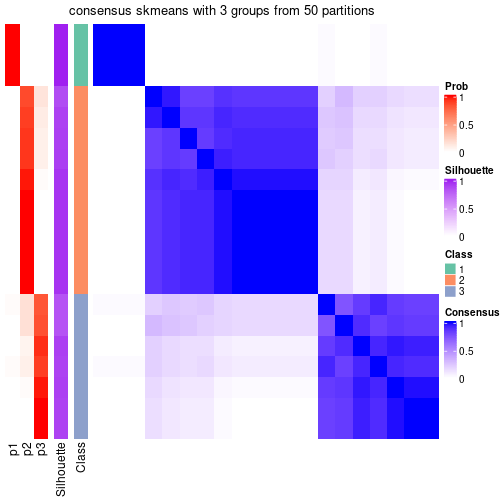 consensus skmeans with 3 groups from 50 partitions
Prob
1
0.5
0
Silhouette
1
0.5
0
Class
1
2
3
Consensus
1
0.5
0
p1
p2
p3
Silhouette
Class